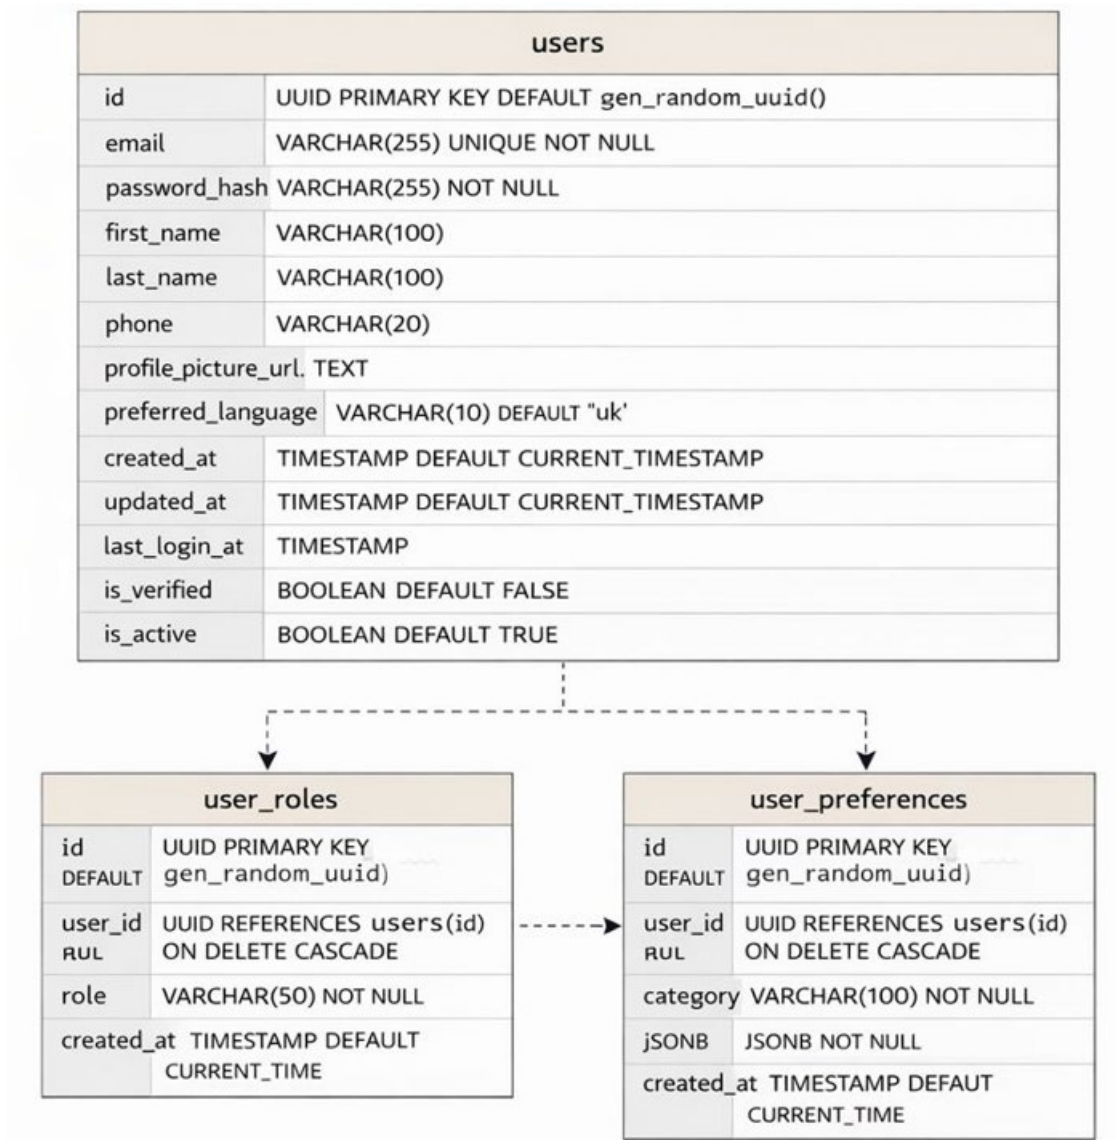 users
id UUID PRIMARY KEY DEFAULT gen_random_uuid()
email VARCHAR(255) UNIQUE NOT NULL
password_hash VARCHAR(255) NOT NULL
first_name VARCHAR(100)
last_name VARCHAR(100)
phone VARCHAR(20)
profile_picture_url. TEXT
preferred_language VARCHAR(10) DEFAULT "uk'
created_at TIMESTAMP DEFAULT CURRENT_TIMESTAMP
updated_at TIMESTAMP DEFAULT CURRENT_TIMESTAMP
last_login_at TIMESTAMP
is_verified BOOLEAN DEFAULT FALSE
is_active BOOLEAN DEFAULT TRUE
user_roles
id UUID PRIMARY KEY
DEFAULT gen_random_uuid)
user_id UUID REFERENCES users(id)
RUL ON DELETE CASCADE
role VARCHAR(50) NOT NULL
created_at TIMESTAMP DEFAULT
CURRENT_TIME
user_preferences
id UUID PRIMARY KEY
DEFAULT gen_random_uuid)
user_id UUID REFERENCES users(id)
RUL ON DELETE CASCADE
category VARCHAR(100) NOT NULL
jSONB JSONB NOT NULL
created_at TIMESTAMP DEFAUT
CURRENT_TIME